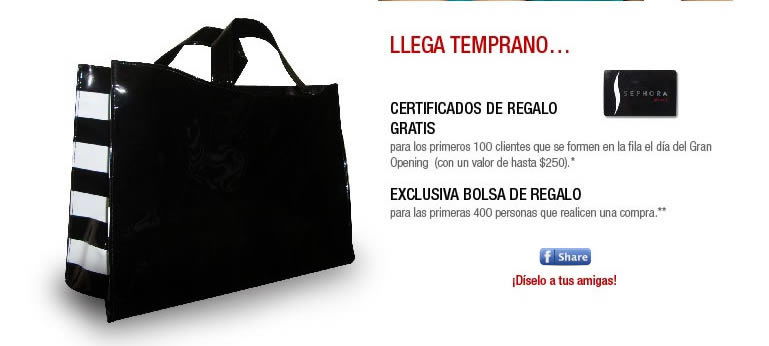 LLEGA TEMPRANO...
SEPHORA
CERTIFICADOS DE REGALO
GRATIS
para los primeros 100 clientes que se formen en la fila el día del Gran
Opening (con un valor de hasta $250).*
EXCLUSIVA BOLSA DE REGALO
para las primeras 400 personas que realicen una compra.**
f Share
¡Díselo a tus amigas!